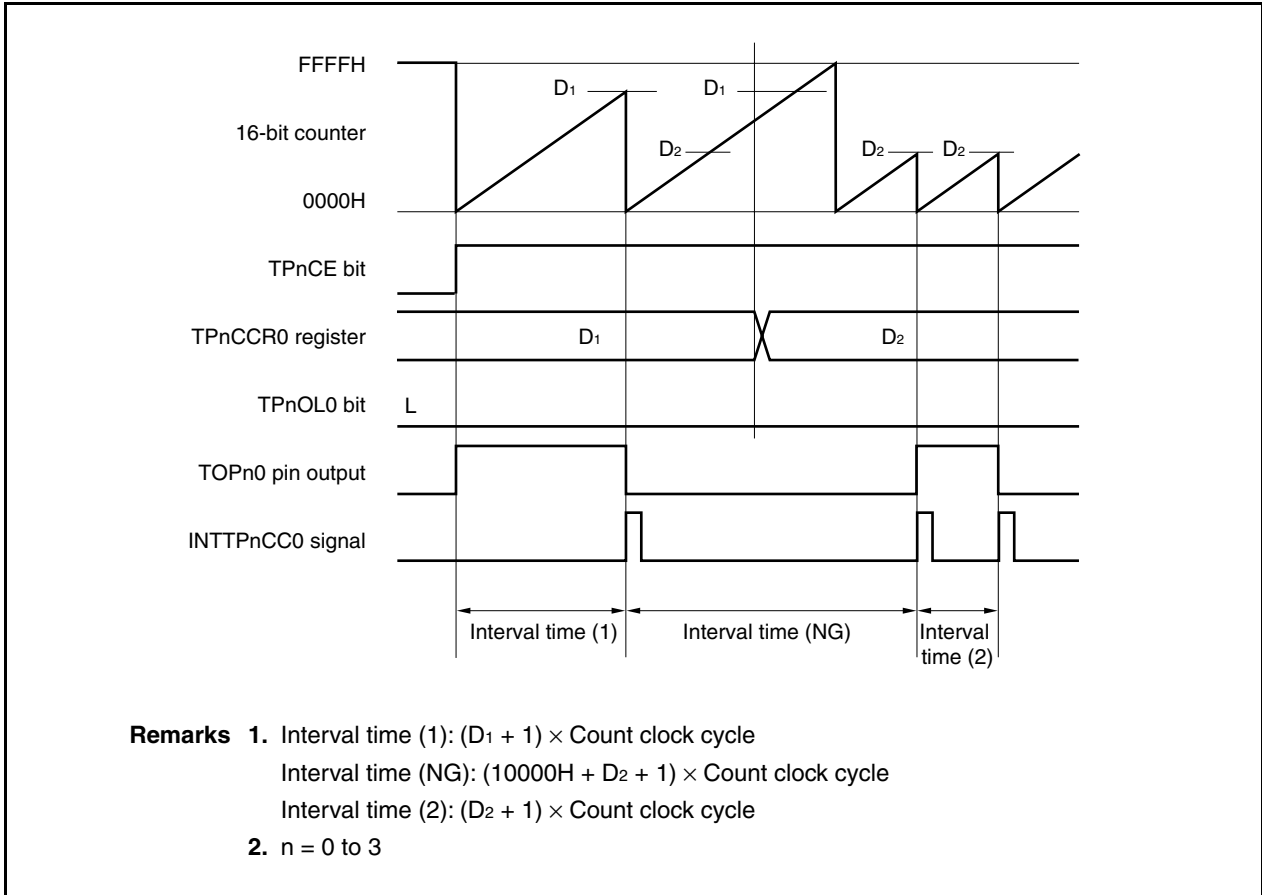 FFFFH
D1
D1
16-bit counter
D2
D2
D2
0000H
TPnCE bit
TPnCCR0 register
D1
D2
TPnOL0 bit
L
TOPn0 pin output
INTTPnCC0 signal
Interval time (1)
Interval time (NG)
Interval
time (2)
Remarks 1. Interval time (1): (D1 + 1) × Count clock cycle
Interval time (NG): (10000H + D2 + 1) × Count clock cycle
Interval time (2): (D2 + 1) × Count clock cycle
2. n = 0 to 3